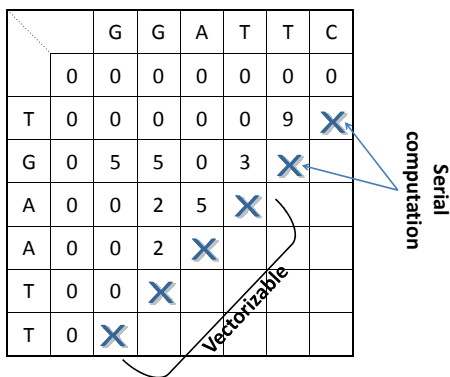 G G A T T C
0 0 0 0 0 0 0
T 0 0 0 0 0 9
G 0 5 5 0 3
A 0 0 2 5
A 0 0 2
T 0 0
T 0
Serial
computation
Vectorizable